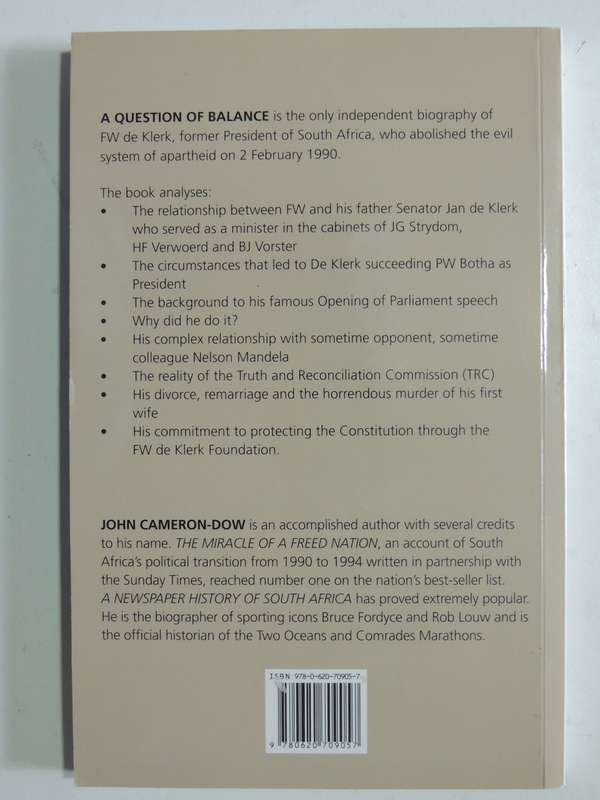 A QUESTION OF BALANCE is the only independent biography of
FW de Klerk, former President of South Africa, who abolished the evil
system of apartheid on 2 February 1990.
The book analyses:
• The relationship between FW and his father Senator Jan de Klerk
who served as a minister in the cabinets of JG Strydom,
HF Verwoerd and BJ Vorster
• The circumstances that led to De Klerk succeeding PW Botha as
President
• The background to his famous Opening of Parliament speech
• Why did he do it?
• His complex relationship with sometime opponent, sometime
colleague Nelson Mandela
• The reality of the Truth and Reconciliation Commission (TRC)
• His divorce, remarriage and the horrendous murder of his first
wife
• His commitment to protecting the Constitution through the
FW de Klerk Foundation.
JOHN CAMERON-DOW is an accomplished author with several credits
to his name. THE MIRACLE OF A FREED NATION, an account of South
Africa's political transition from 1990 to 1994 written in partnership with
the Sunday Times, reached number one on the nation's best-seller list.
A NEWSPAPER HISTORY OF SOUTH AFRICA has proved extremely popular.
He is the biographer of sporting icons Bruce Fordyce and Rob Louw and is
the official historian of the Two Oceans and Comrades Marathons.
ISBN 978-0-620-70905-7
9 780620 709057